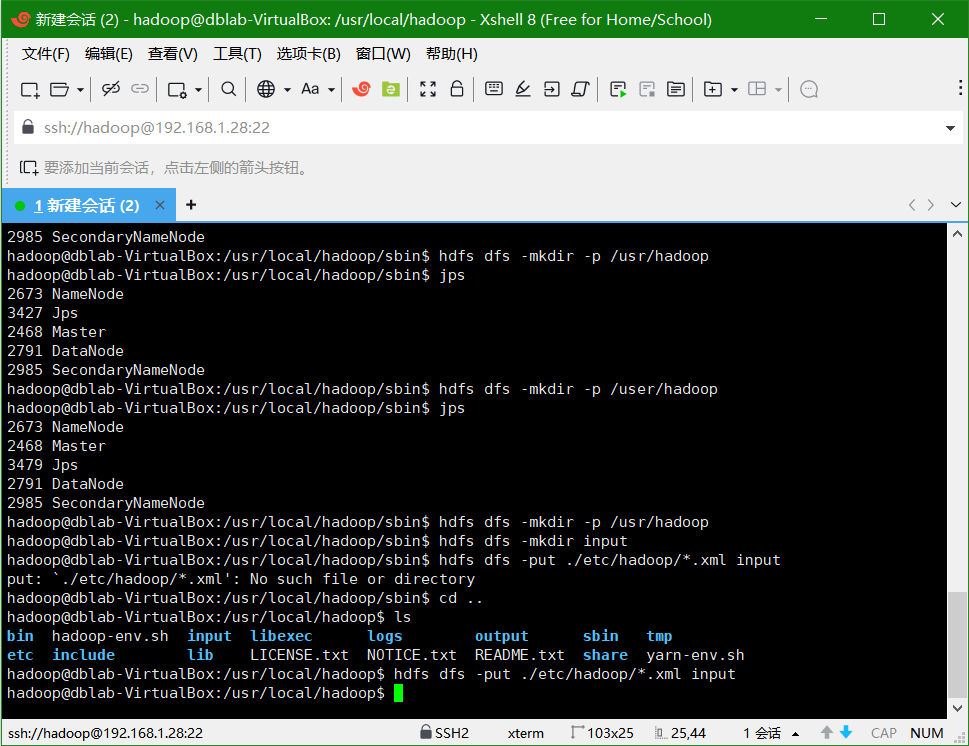 新建会话 (2) - hadoop@dblab-VirtualBox: /usr/local/hadoop - Xshell 8 (Free for Home/School)
文件(F) 编辑(E) 查看(V) 工具(T) 选项卡(B) 窗口(W) 帮助(H)
Aa
ssh://hadoop@192.168.1.28:22
要添加当前会话，点击左侧的箭头按钮。
1 新建会话 (2)
2985 SecondaryNameNode
hadoop@dblab-VirtualBox:/usr/local/hadoop/sbin$ hdfs dfs -mkdir -p /usr/hadoop
hadoop@dblab-VirtualBox:/usr/local/hadoop/sbin$ jps
2673 NameNode
3427 Jps
2468 Master
2791 DataNode
2985 SecondaryNameNode
hadoop@dblab-VirtualBox:/usr/local/hadoop/sbin$ hdfs dfs -mkdir -p /user/hadoop
hadoop@dblab-VirtualBox:/usr/local/hadoop/sbin$ jps
2673 NameNode
2468 Master
3479 Jps
2791 DataNode
2985 SecondaryNameNode
hadoop@dblab-VirtualBox:/usr/local/hadoop/sbin$ hdfs dfs -mkdir -p /usr/hadoop
hadoop@dblab-VirtualBox:/usr/local/hadoop/sbin$ hdfs dfs -mkdir input
hadoop@dblab-VirtualBox:/usr/local/hadoop/sbin$ hdfs dfs -put ./etc/hadoop/*.xml input
put: `./etc/hadoop/*.xml': No such file or directory
hadoop@dblab-VirtualBox:/usr/local/hadoop/sbin$ cd ..
hadoop@dblab-VirtualBox:/usr/local/hadoop$ ls
bin  hadoop-env.sh  input  libexec      logs        output      sbin   tmp
etc  include        lib    LICENSE.txt  NOTICE.txt  README.txt  share  yarn-env.sh
hadoop@dblab-VirtualBox:/usr/local/hadoop$ hdfs dfs -put ./etc/hadoop/*.xml input
hadoop@dblab-VirtualBox:/usr/local/hadoop$
ssh://hadoop@192.168.1.28:22 SSH2 xterm 103x25 25,44 1 会话 CAP NUM